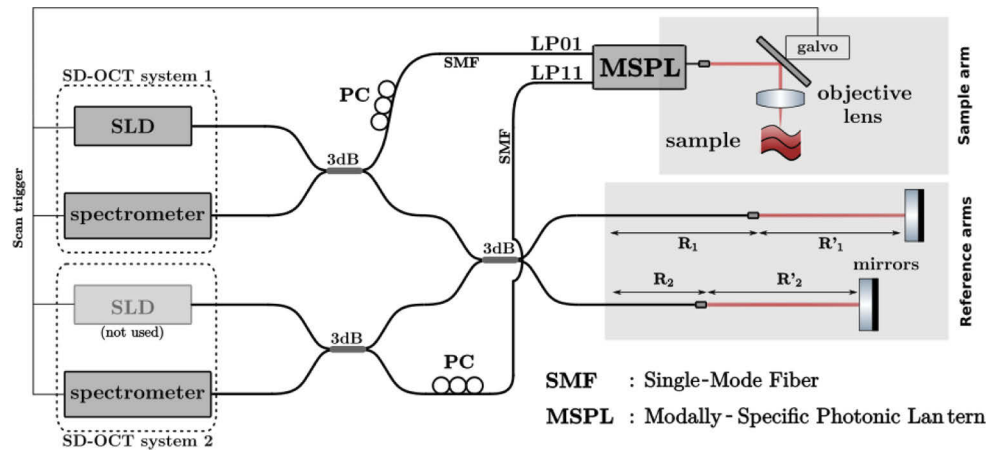 SD-OCT system 1
SLD
spectrometer
Scan trigger
SLD
(not used)
spectrometer
SD-OCT system 2
3dB
3dB
3dB
PC
PC
SMF
SMF
LP01
LP11
MSPL
galvo
objective
lens
sample
Sample arm
R₁
R'₁
mirrors
R₂
R'₂
Reference arms
SMF : Single-Mode Fiber
MSPL : Modally-Specific Photonic Lantern